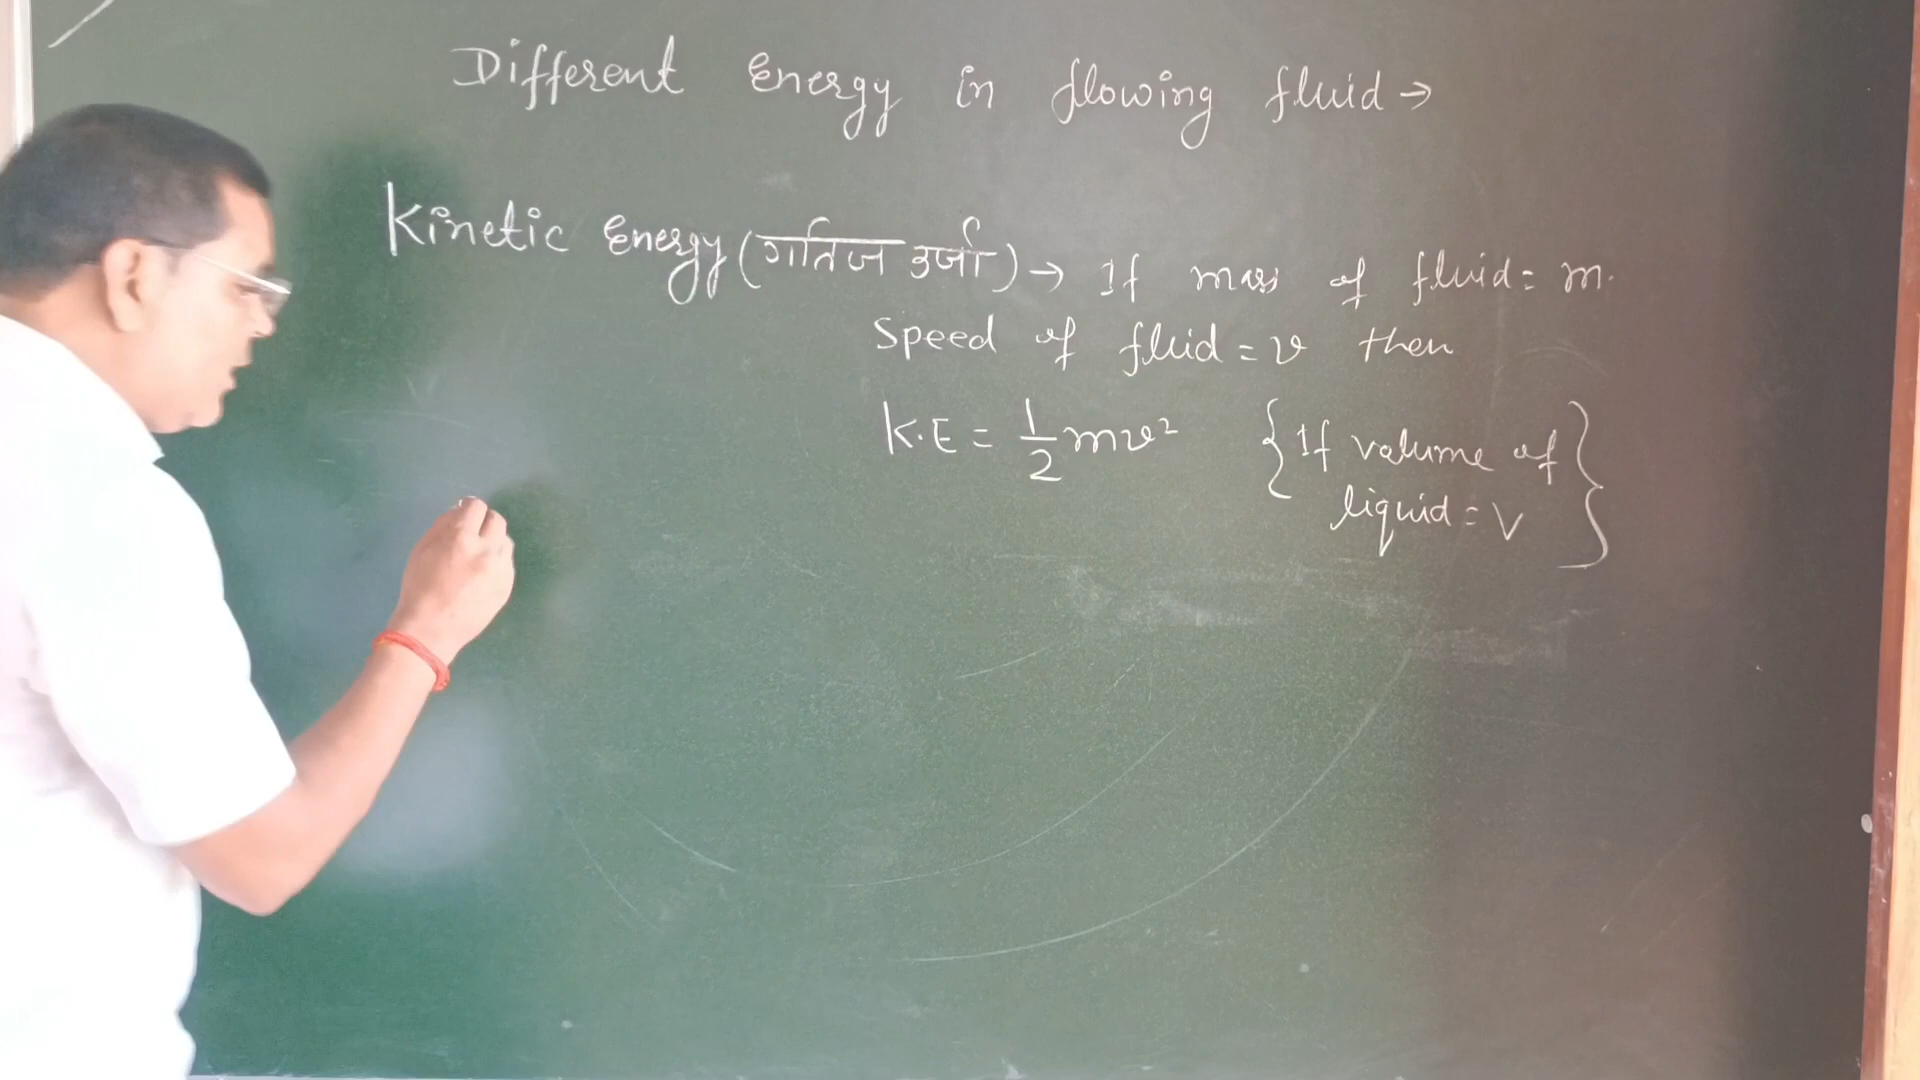 Different Energy in flowing fluid →
Kinetic Energy (गतिज उर्जा) → If mass of fluid = m.
Speed of fluid = v then
K.E = 1/2 mv² {If volume of
liquid = V}